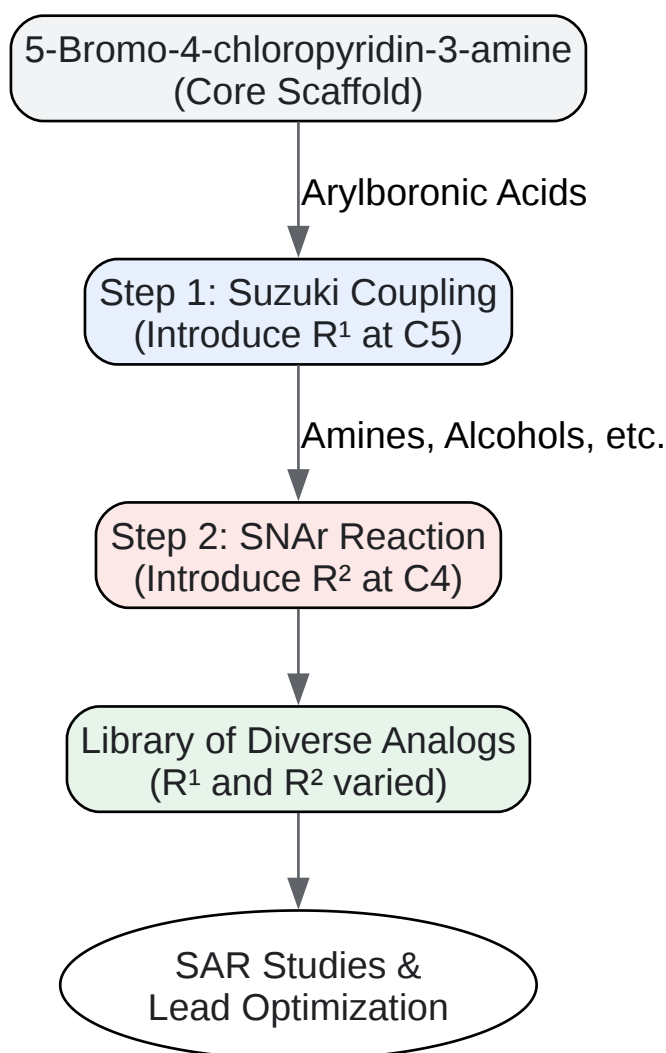 5-Bromo-4-chloropyridin-3-amine
(Core Scaffold)
Arylboronic Acids
Step 1: Suzuki Coupling
(Introduce R¹ at C5)
Amines, Alcohols, etc.
Step 2: SNAr Reaction
(Introduce R² at C4)
Library of Diverse Analogs
(R¹ and R² varied)
SAR Studies &
Lead Optimization